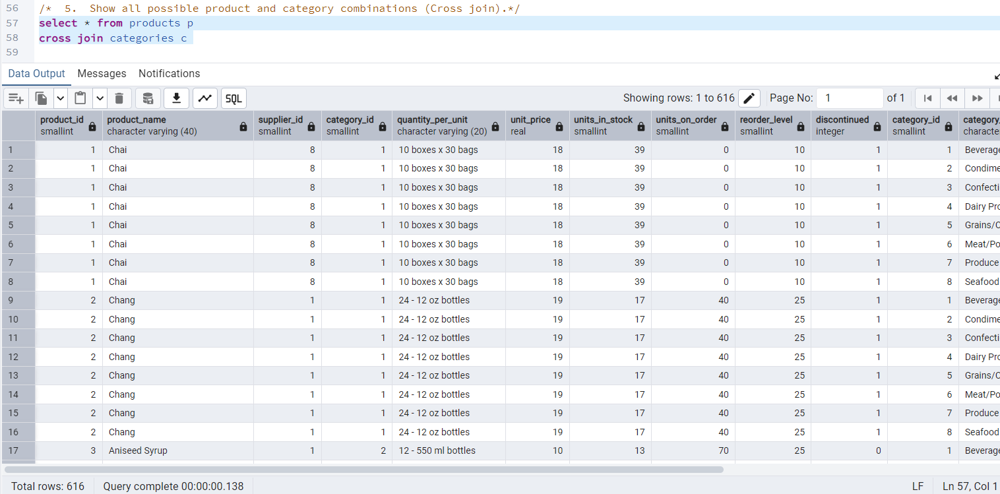 56 /* 5. Show all possible product and category combinations (Cross join).*/
57 select * from products p
58 cross join categories c
59
Data Output Messages Notifications
SQL Showing rows: 1 to 616 Page No: 1 of 1
product_id product_name supplier_id category_id quantity_per_unit unit_price units_in_stock units_on_order reorder_level discontinued category_id category_
smallint character varying (40) smallint smallint character varying (20) real smallint smallint smallint integer smallint characte
1 1 Chai 8 1 10 boxes x 30 bags 18 39 0 10 1 1 Beverage
2 1 Chai 8 1 10 boxes x 30 bags 18 39 0 10 1 2 Condime
3 1 Chai 8 1 10 boxes x 30 bags 18 39 0 10 1 3 Confecti
4 1 Chai 8 1 10 boxes x 30 bags 18 39 0 10 1 4 Dairy Pro
5 1 Chai 8 1 10 boxes x 30 bags 18 39 0 10 1 5 Grains/C
6 1 Chai 8 1 10 boxes x 30 bags 18 39 0 10 1 6 Meat/Po
7 1 Chai 8 1 10 boxes x 30 bags 18 39 0 10 1 7 Produce
8 1 Chai 8 1 10 boxes x 30 bags 18 39 0 10 1 8 Seafood
9 2 Chang 1 1 24 - 12 oz bottles 19 17 40 25 1 1 Beverage
10 2 Chang 1 1 24 - 12 oz bottles 19 17 40 25 1 2 Condime
11 2 Chang 1 1 24 - 12 oz bottles 19 17 40 25 1 3 Confecti
12 2 Chang 1 1 24 - 12 oz bottles 19 17 40 25 1 4 Dairy Pro
13 2 Chang 1 1 24 - 12 oz bottles 19 17 40 25 1 5 Grains/C
14 2 Chang 1 1 24 - 12 oz bottles 19 17 40 25 1 6 Meat/Po
15 2 Chang 1 1 24 - 12 oz bottles 19 17 40 25 1 7 Produce
16 2 Chang 1 1 24 - 12 oz bottles 19 17 40 25 1 8 Seafood
17 3 Aniseed Syrup 1 2 12 - 550 ml bottles 10 13 70 25 0 1 Beverage
Total rows: 616 Query complete 00:00:00.138 LF Ln 57, Col 1